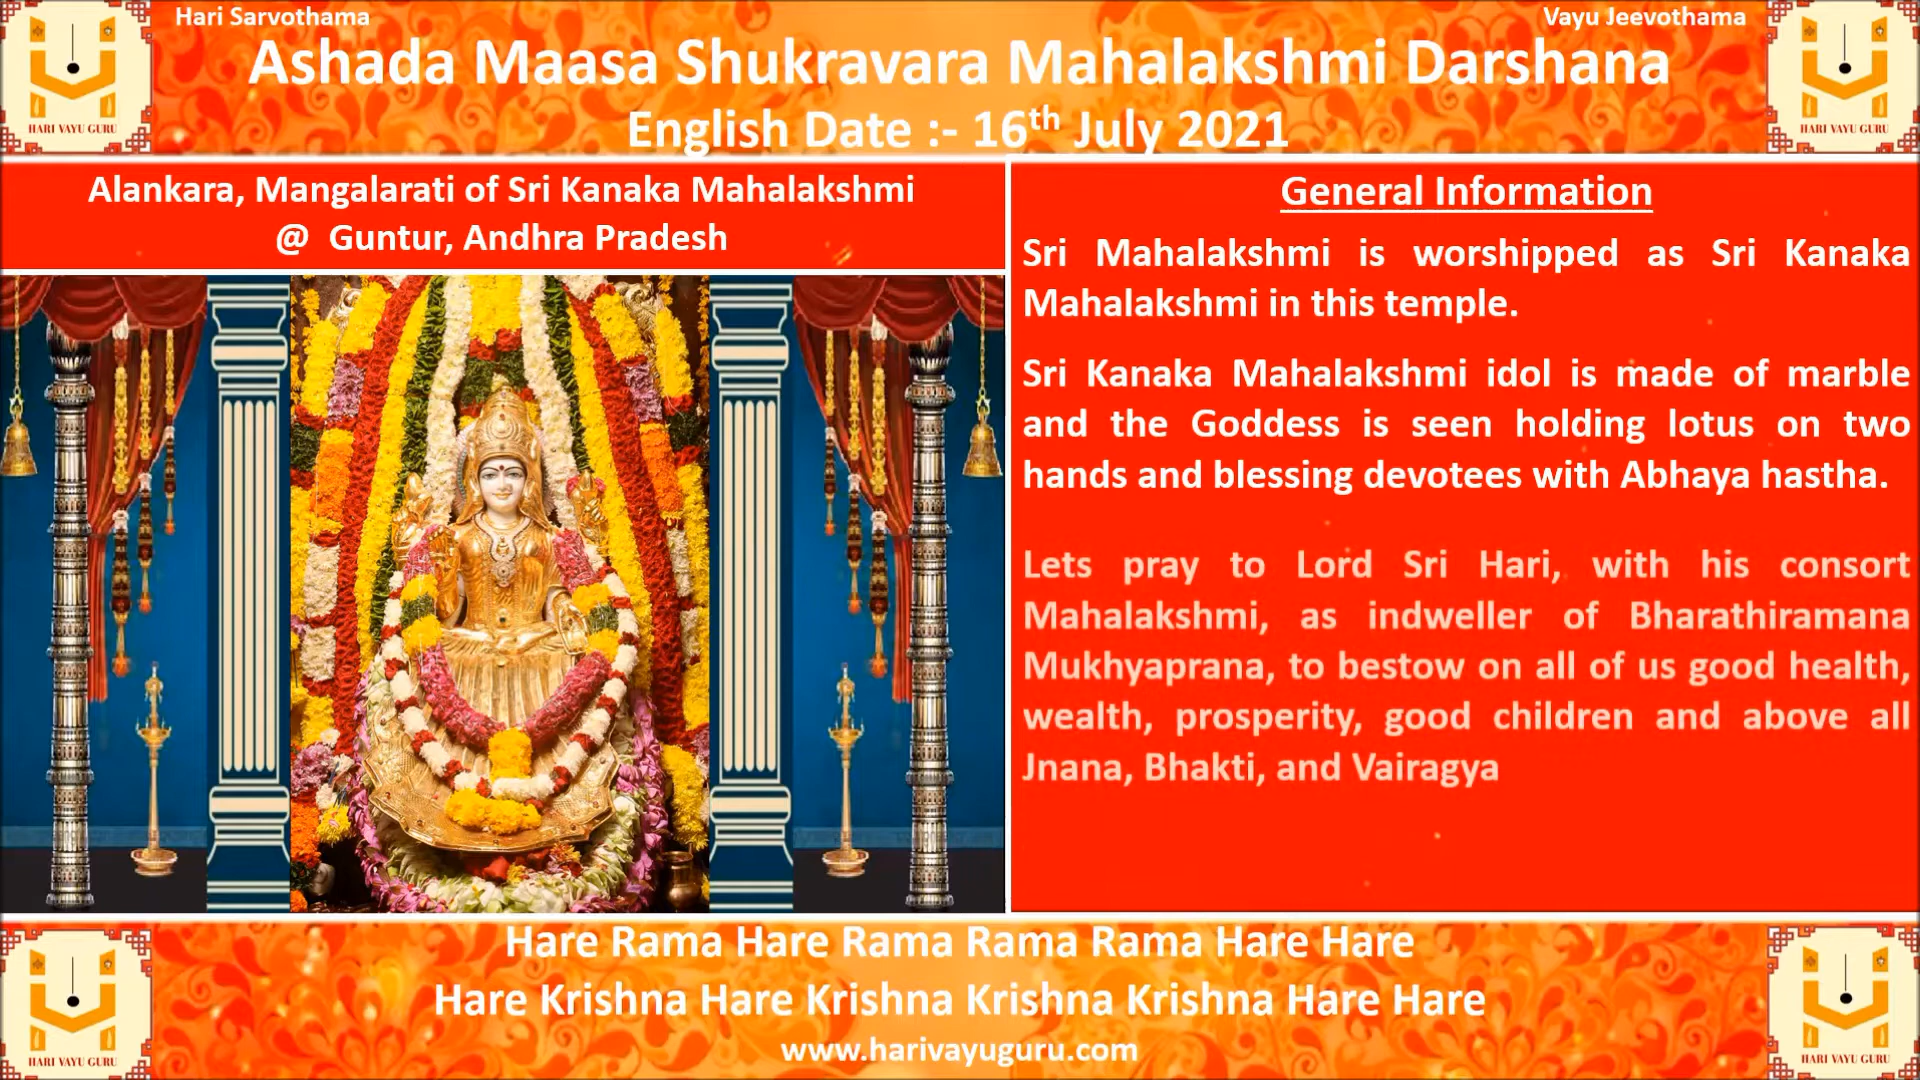 Hari Sarvothama
Vayu Jeevothama
Ashada Maasa Shukravara Mahalakshmi Darshana
English Date :- 16th July 2021
HARI VAYU GURU
HARI VAYU GURU
Alankara, Mangalarati of Sri Kanaka Mahalakshmi
@ Guntur, Andhra Pradesh
General Information
Sri Mahalakshmi is worshipped as Sri Kanaka
Mahalakshmi in this temple.
Sri Kanaka Mahalakshmi idol is made of marble
and the Goddess is seen holding lotus on two
hands and blessing devotees with Abhaya hastha.
Lets pray to Lord Sri Hari, with his consort
Mahalakshmi, as indweller of Bharathiramana
Mukhyaprana, to bestow on all of us good health,
wealth, prosperity, good children and above all
Jnana, Bhakti, and Vairagya
Hare Rama Hare Rama Rama Rama Hare Hare
Hare Krishna Hare Krishna Krishna Krishna Hare Hare
www.harivayuguru.com
HARI VAYU GURU
HARI VAYU GURU